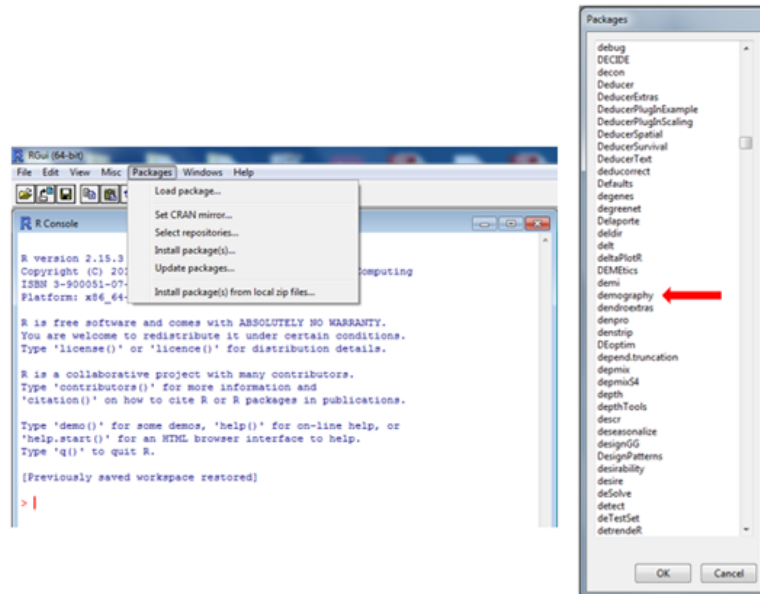 RGui (64-bit)
File Edit View Misc Packages Windows Help
Load package...
Set CRAN mirror...
Select repositories...
Install package(s)...
Update packages...
Install package(s) from local zip files...
R Console
R version 2.15.3
Copyright (C) 20 omputing
ISBN 3-900051-07-
Platform: x86_64-
R is free software and comes with ABSOLUTELY NO WARRANTY.
You are welcome to redistribute it under certain conditions.
Type 'license()' or 'licence()' for distribution details.
R is a collaborative project with many contributors.
Type 'contributors()' for more information and
'citation()' on how to cite R or R packages in publications.
Type 'demo()' for some demos, 'help()' for on-line help, or
'help.start()' for an HTML browser interface to help.
Type 'q()' to quit R.
[Previously saved workspace restored]
>
Packages
debug
DECIDE
decon
Deducer
DeducerExtras
DeducerPlugInExample
DeducerPlugInScaling
DeducerSpatial
DeducerSurvival
DeducerText
deducorrect
Defaults
degenes
degreenet
Delaporte
deldir
delt
deltaPlotR
DEMEtics
demi
demography
dendroextras
denpro
denstrip
DEoptim
depend.truncation
depmix
depmixS4
depth
depthTools
descr
deseasonalize
designGG
DesignPatterns
desirability
desire
deSolve
detect
deTestSet
detrendeR
OK Cancel